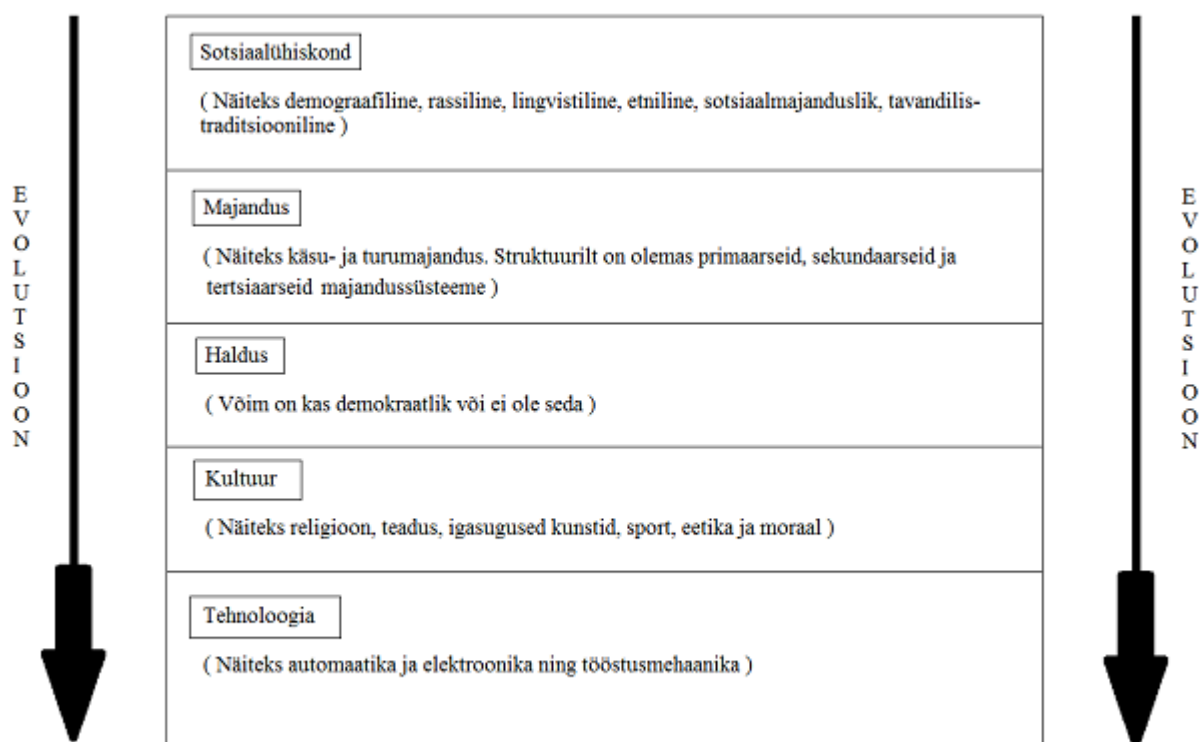 EVOLUTSIOON
Sotsiaalühiskond
( Näiteks demograafiline, rassiline, lingvistiline, etniline, sotsiaalmajanduslik, tavandilis-
traditsiooniline )
Majandus
( Näiteks käsu- ja turumajandus. Struktuurilt on olemas primaarseid, sekundaarseid ja
tertsiaarseid majandussüsteeme )
Haldus
( Võim on kas demokraatlik või ei ole seda )
Kultuur
( Näiteks religioon, teadus, igasugused kunstid, sport, eetika ja moraal )
Tehnoloogia
( Näiteks automaatika ja elektroonika ning tööstusmehaanika )
EVOLUTSIOON